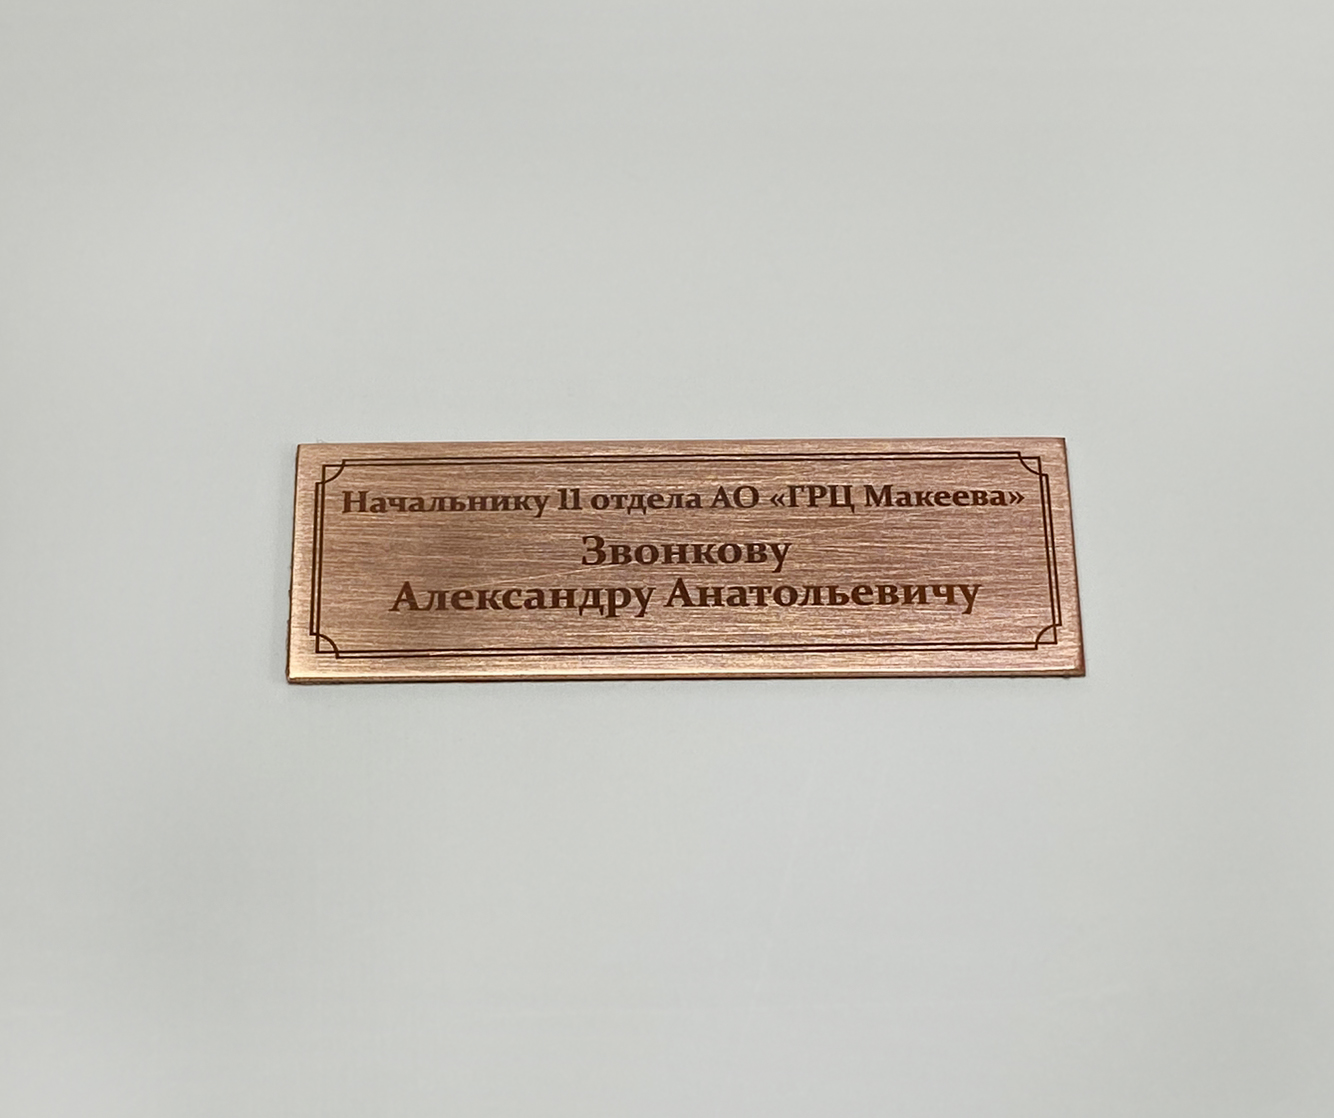 Начальнику 11 отдела АО «ГРЦ Макеева»
Звонкову
Александру Анатольевичу